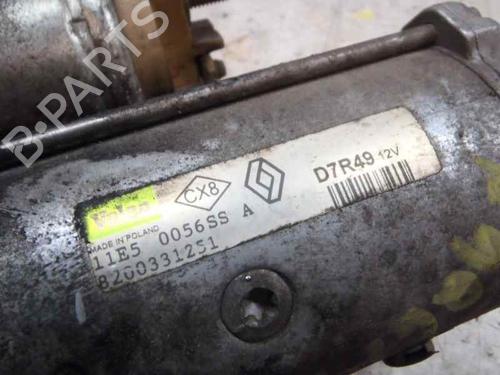 B-PARTS
Valeo
CX8
D7R49 12V
MADE IN POLAND
11E5 0056SS A
8200331251